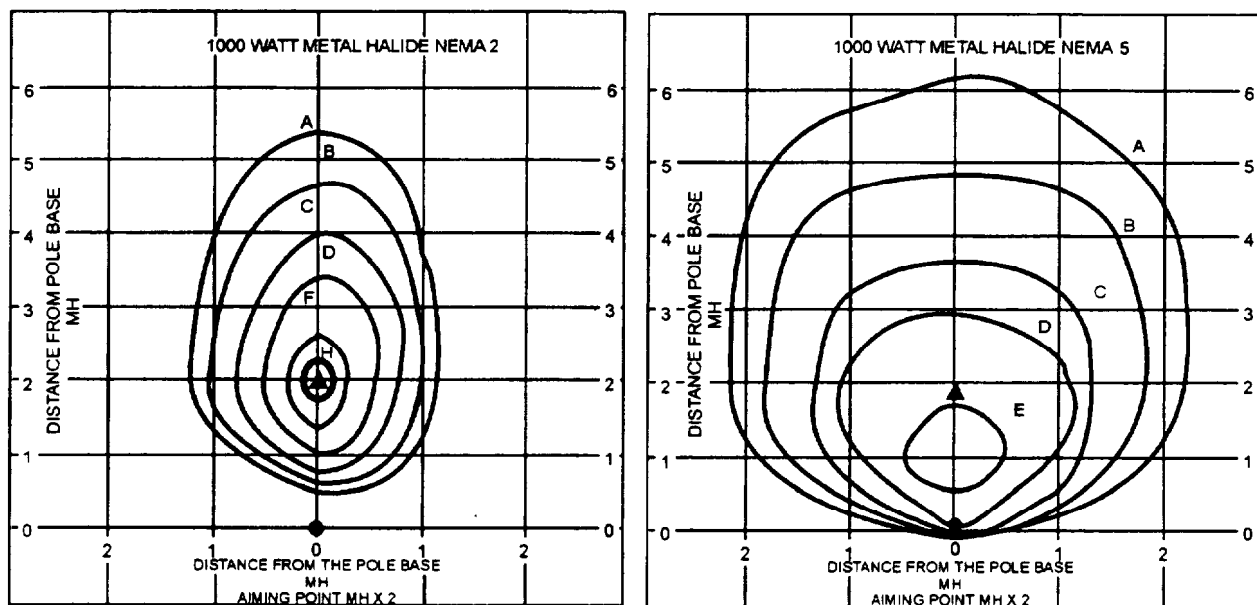 1000 WATT METAL HALIDE NEMA 2
6 6
A
B
5 5
C
4 4
D
3 F 3
H
2 2
1 1
0 0
DISTANCE FROM POLE BASE
MH
2 1 0 1 2
DISTANCE FROM THE POLE BASE
MH
AIMING POINT MH X 2
1000 WATT METAL HALIDE NEMA 5
6 6
A
5 5
B
4 4
C
3 3
D
2 2
E
1 1
0 0
DISTANCE FROM POLE BASE
MH
2 1 0 1 2
DISTANCE FROM THE POLE BASE
MH
AIMING POINT MH X 2